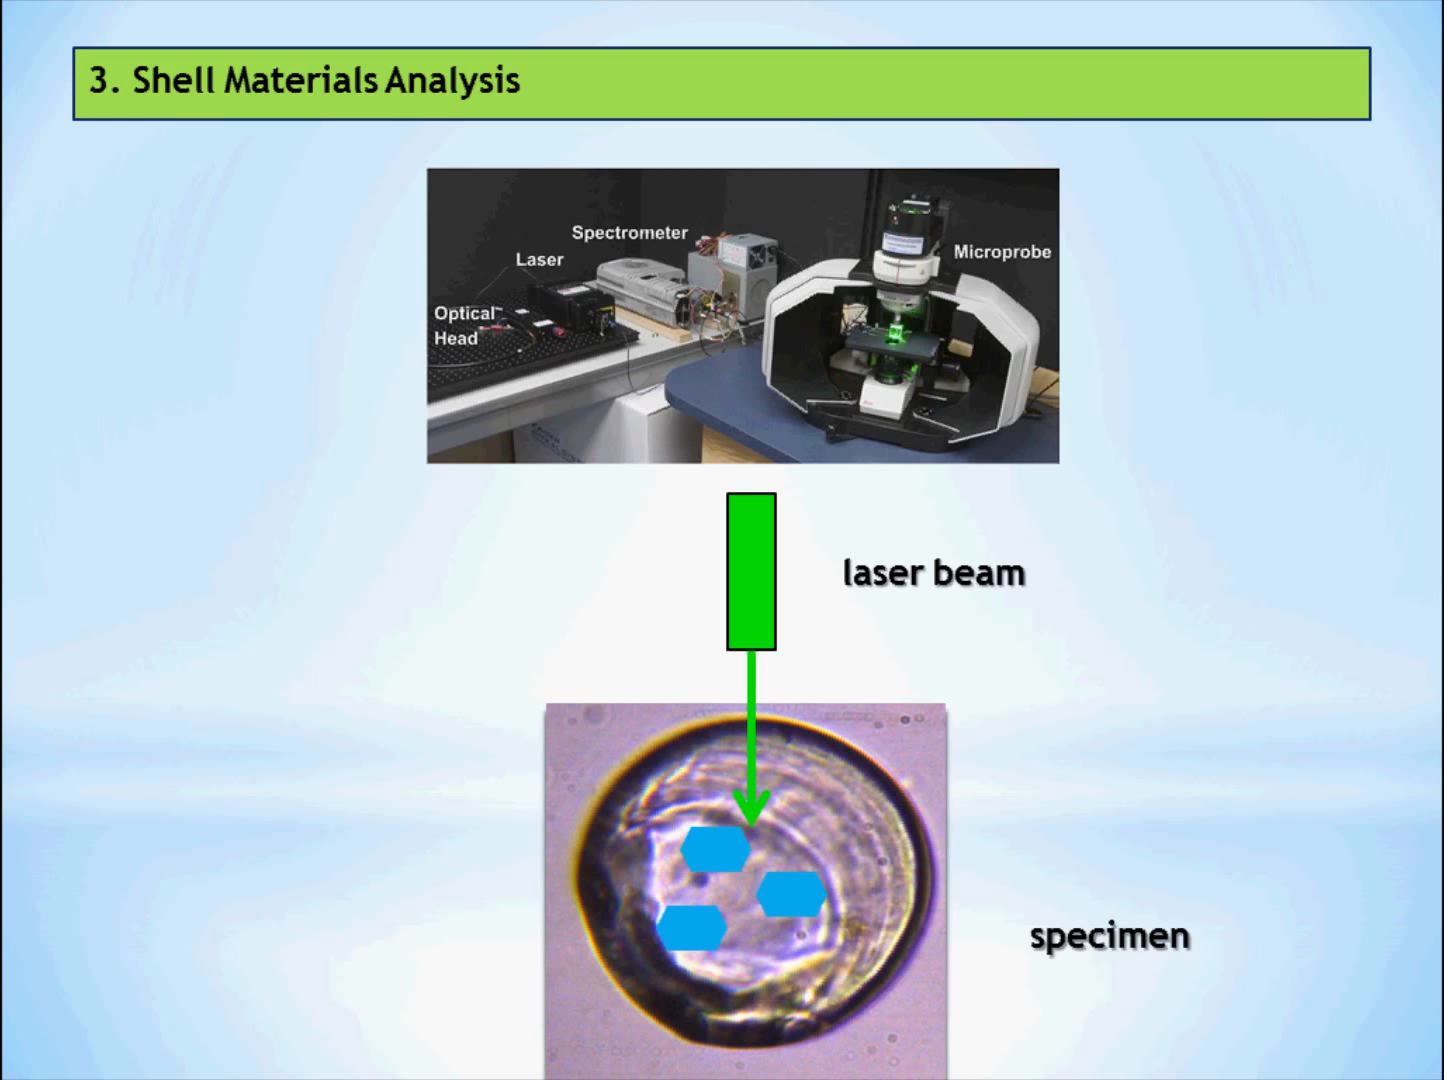 3. Shell Materials Analysis
Spectrometer
Laser
Microprobe
Optical
Head
laser beam
specimen